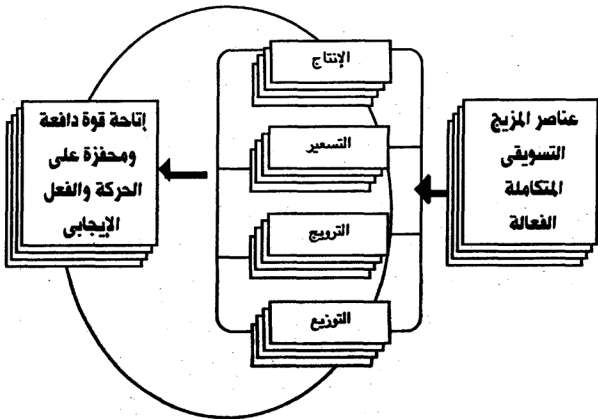 عناصر المزيج
التسويقى
المتكاملة
الفعالة
الإنتاج
التسعير
الترويج
التوزيع
إتاحة قوة دافعة
ومحفزة على
الحركة والفعل
الإيجابى